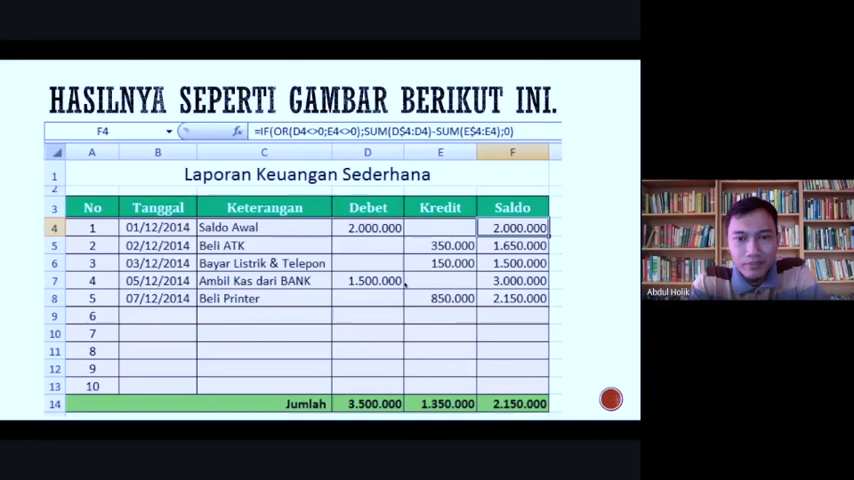 HASILNYA SEPERTI GAMBAR BERIKUT INI.
F4 fx =IF(OR(D4<>0;E4<>0);SUM(D$4:D4)-SUM(E$4:E4);0)
A B C D E F
1 Laporan Keuangan Sederhana
2
3 No Tanggal Keterangan Debet Kredit Saldo
4 1 01/12/2014 Saldo Awal 2.000.000 2.000.000
5 2 02/12/2014 Beli ATK 350.000 1.650.000
6 3 03/12/2014 Bayar Listrik & Telepon 150.000 1.500.000
7 4 05/12/2014 Ambil Kas dari BANK 1.500.000 3.000.000
8 5 07/12/2014 Beli Printer 850.000 2.150.000
9 6
10 7
11 8
12 9
13 10
14 Jumlah 3.500.000 1.350.000 2.150.000
Abdul Holik